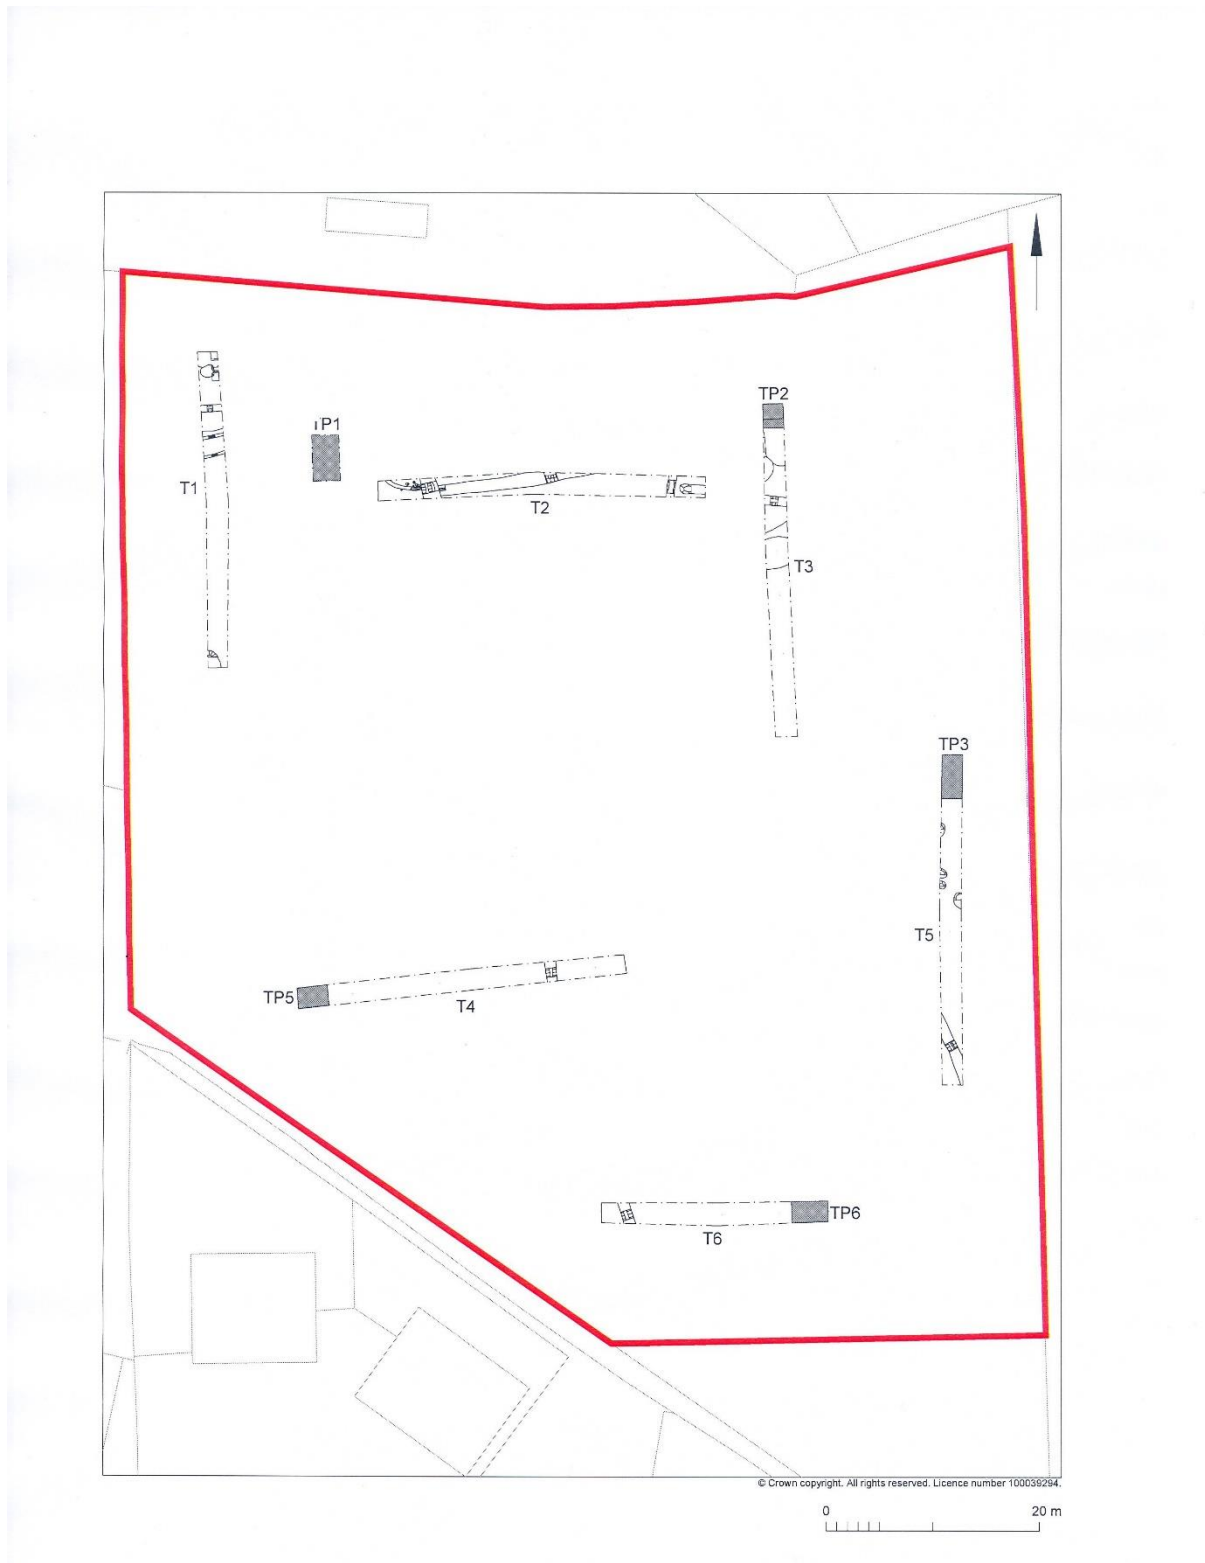 TP2
TP1
T1
T2
T3
TP3
T5
TP5
T4
TP6
T6
© Crown copyright. All rights reserved. Licence number 100039294.
0 20 m